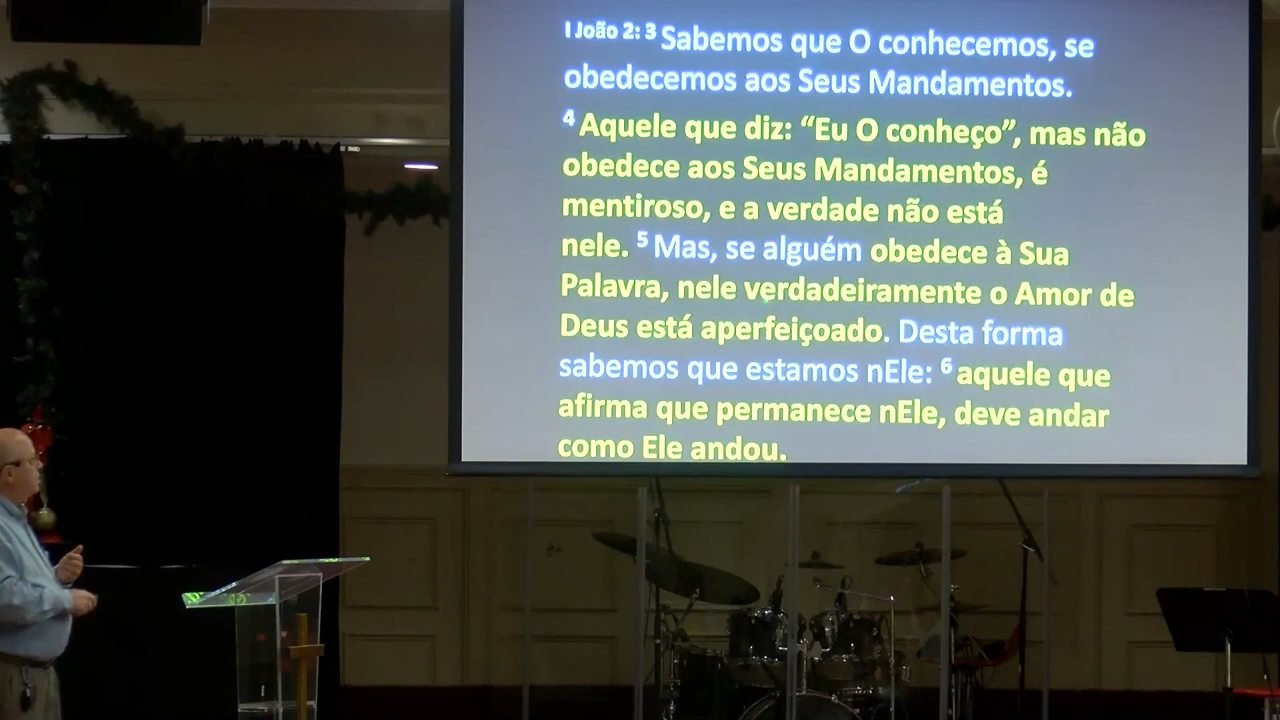 I João 2: 3 Sabemos que O conhecemos, se
obedecemos aos Seus Mandamentos.
4 Aquele que diz: “Eu O conheço”, mas não
obedece aos Seus Mandamentos, é
mentiroso, e a verdade não está
nele. 5 Mas, se alguém obedece à Sua
Palavra, nele verdadeiramente o Amor de
Deus está aperfeiçoado. Desta forma
sabemos que estamos nEle: 6 aquele que
afirma que permanece nEle, deve andar
como Ele andou.